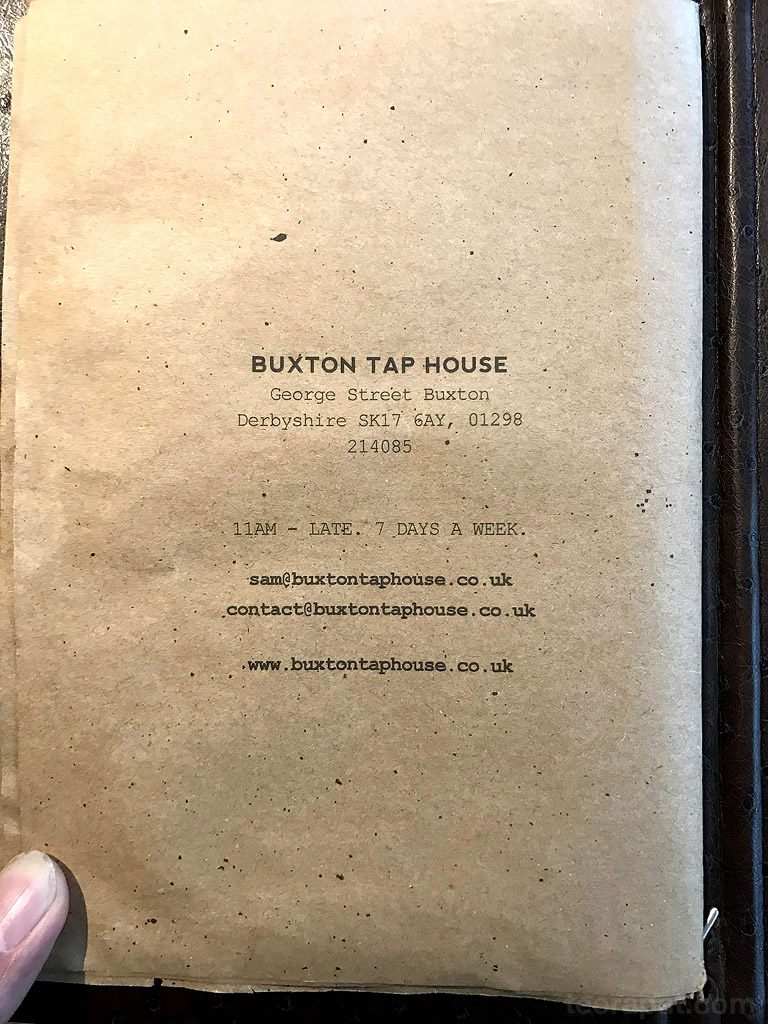 BUXTON TAP HOUSE
George Street Buxton
Derbyshire SK17 6AY, 01298
214085
11AM - LATE. 7 DAYS A WEEK.
sam@buxtontaphouse.co.uk
contact@buxtontaphouse.co.uk
www.buxtontaphouse.co.uk